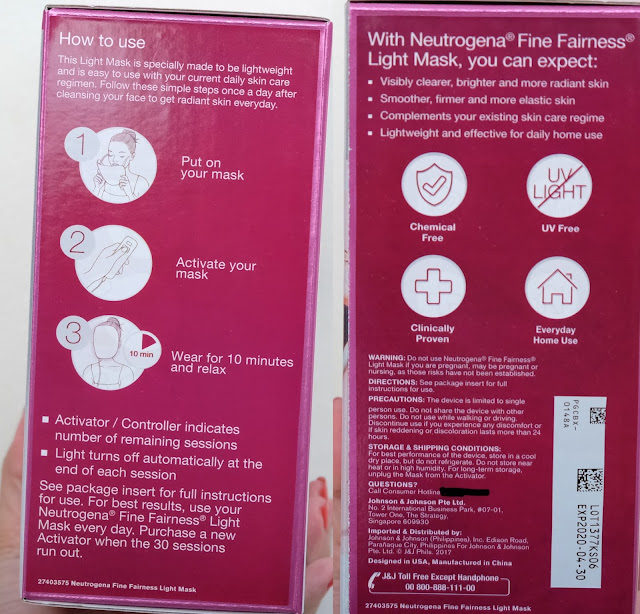 How to use
This Light Mask is specially made to be lightweight
and is easy to use with your current daily skin care
regimen. Follow these simple steps once a day after
cleansing your face to get radiant skin everyday.
1
Put on
your mask
2
Activate your
mask
3
10 min
Wear for 10 minutes
and relax
■ Activator / Controller indicates
number of remaining sessions
■ Light turns off automatically at the
end of each session
See package insert for full instructions
for use. For best results, use your
Neutrogena® Fine Fairness® Light
Mask every day. Purchase a new
Activator when the 30 sessions
run out.
27403575 Neutrogena Fine Fairness Light Mask
With Neutrogena® Fine Fairness®
Light Mask, you can expect:
▪ Visibly clearer, brighter and more radiant skin
▪ Smoother, firmer and more elastic skin
▪ Complements your existing skin care regime
▪ Lightweight and effective for daily home use
Chemical
Free
UV
LIGHT
UV Free
Clinically
Proven
Everyday
Home Use
WARNING: Do not use Neutrogena® Fine Fairness®
Light Mask if you are pregnant, may be pregnant or
nursing, as those risks have not been established.
DIRECTIONS: See package insert for full
instructions for use.
PRECAUTIONS: The device is limited to single
person use. Do not share the device with other
persons. Do not use while walking or driving.
Discontinue use if you experience any discomfort or
if skin reddening or discoloration lasts more than 24
hours.
STORAGE & SHIPPING CONDITIONS:
For best performance of the device, store in a cool
dry place, but do not refrigerate. Do not store near
heat or in high humidity. For long-term storage,
unplug the Mask from the Activator.
QUESTIONS?
Call Consumer Hotline
Johnson & Johnson Pte Ltd.
No. 2 International Business Park, #07-01,
Tower One, The Strategy,
Singapore 609930
Imported & Distributed by:
Johnson & Johnson (Philippines), Inc. Edison Road,
Parañaque City, Philippines For Johnson & Johnson
Pte. Ltd. © J&J Phils. 2017
Designed in USA, Manufactured in China
J&J Toll Free Except Handphone
00 800-888-111-00
27403575 Neutrogena Fine Fairness Light Mask
PGCBX-
0148A
LOT1377KS06
EXP2020-04-30